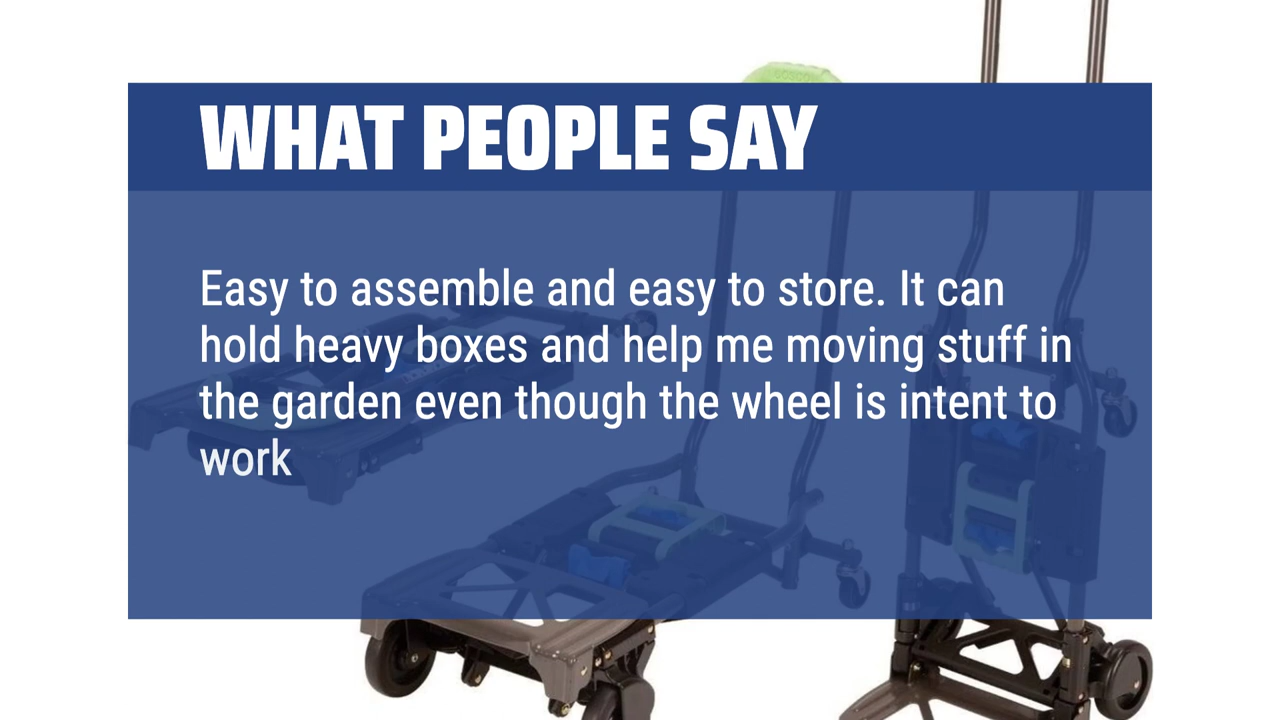 WHAT PEOPLE SAY
Easy to assemble and easy to store. It can
hold heavy boxes and help me moving stuff in
the garden even though the wheel is intent to
work